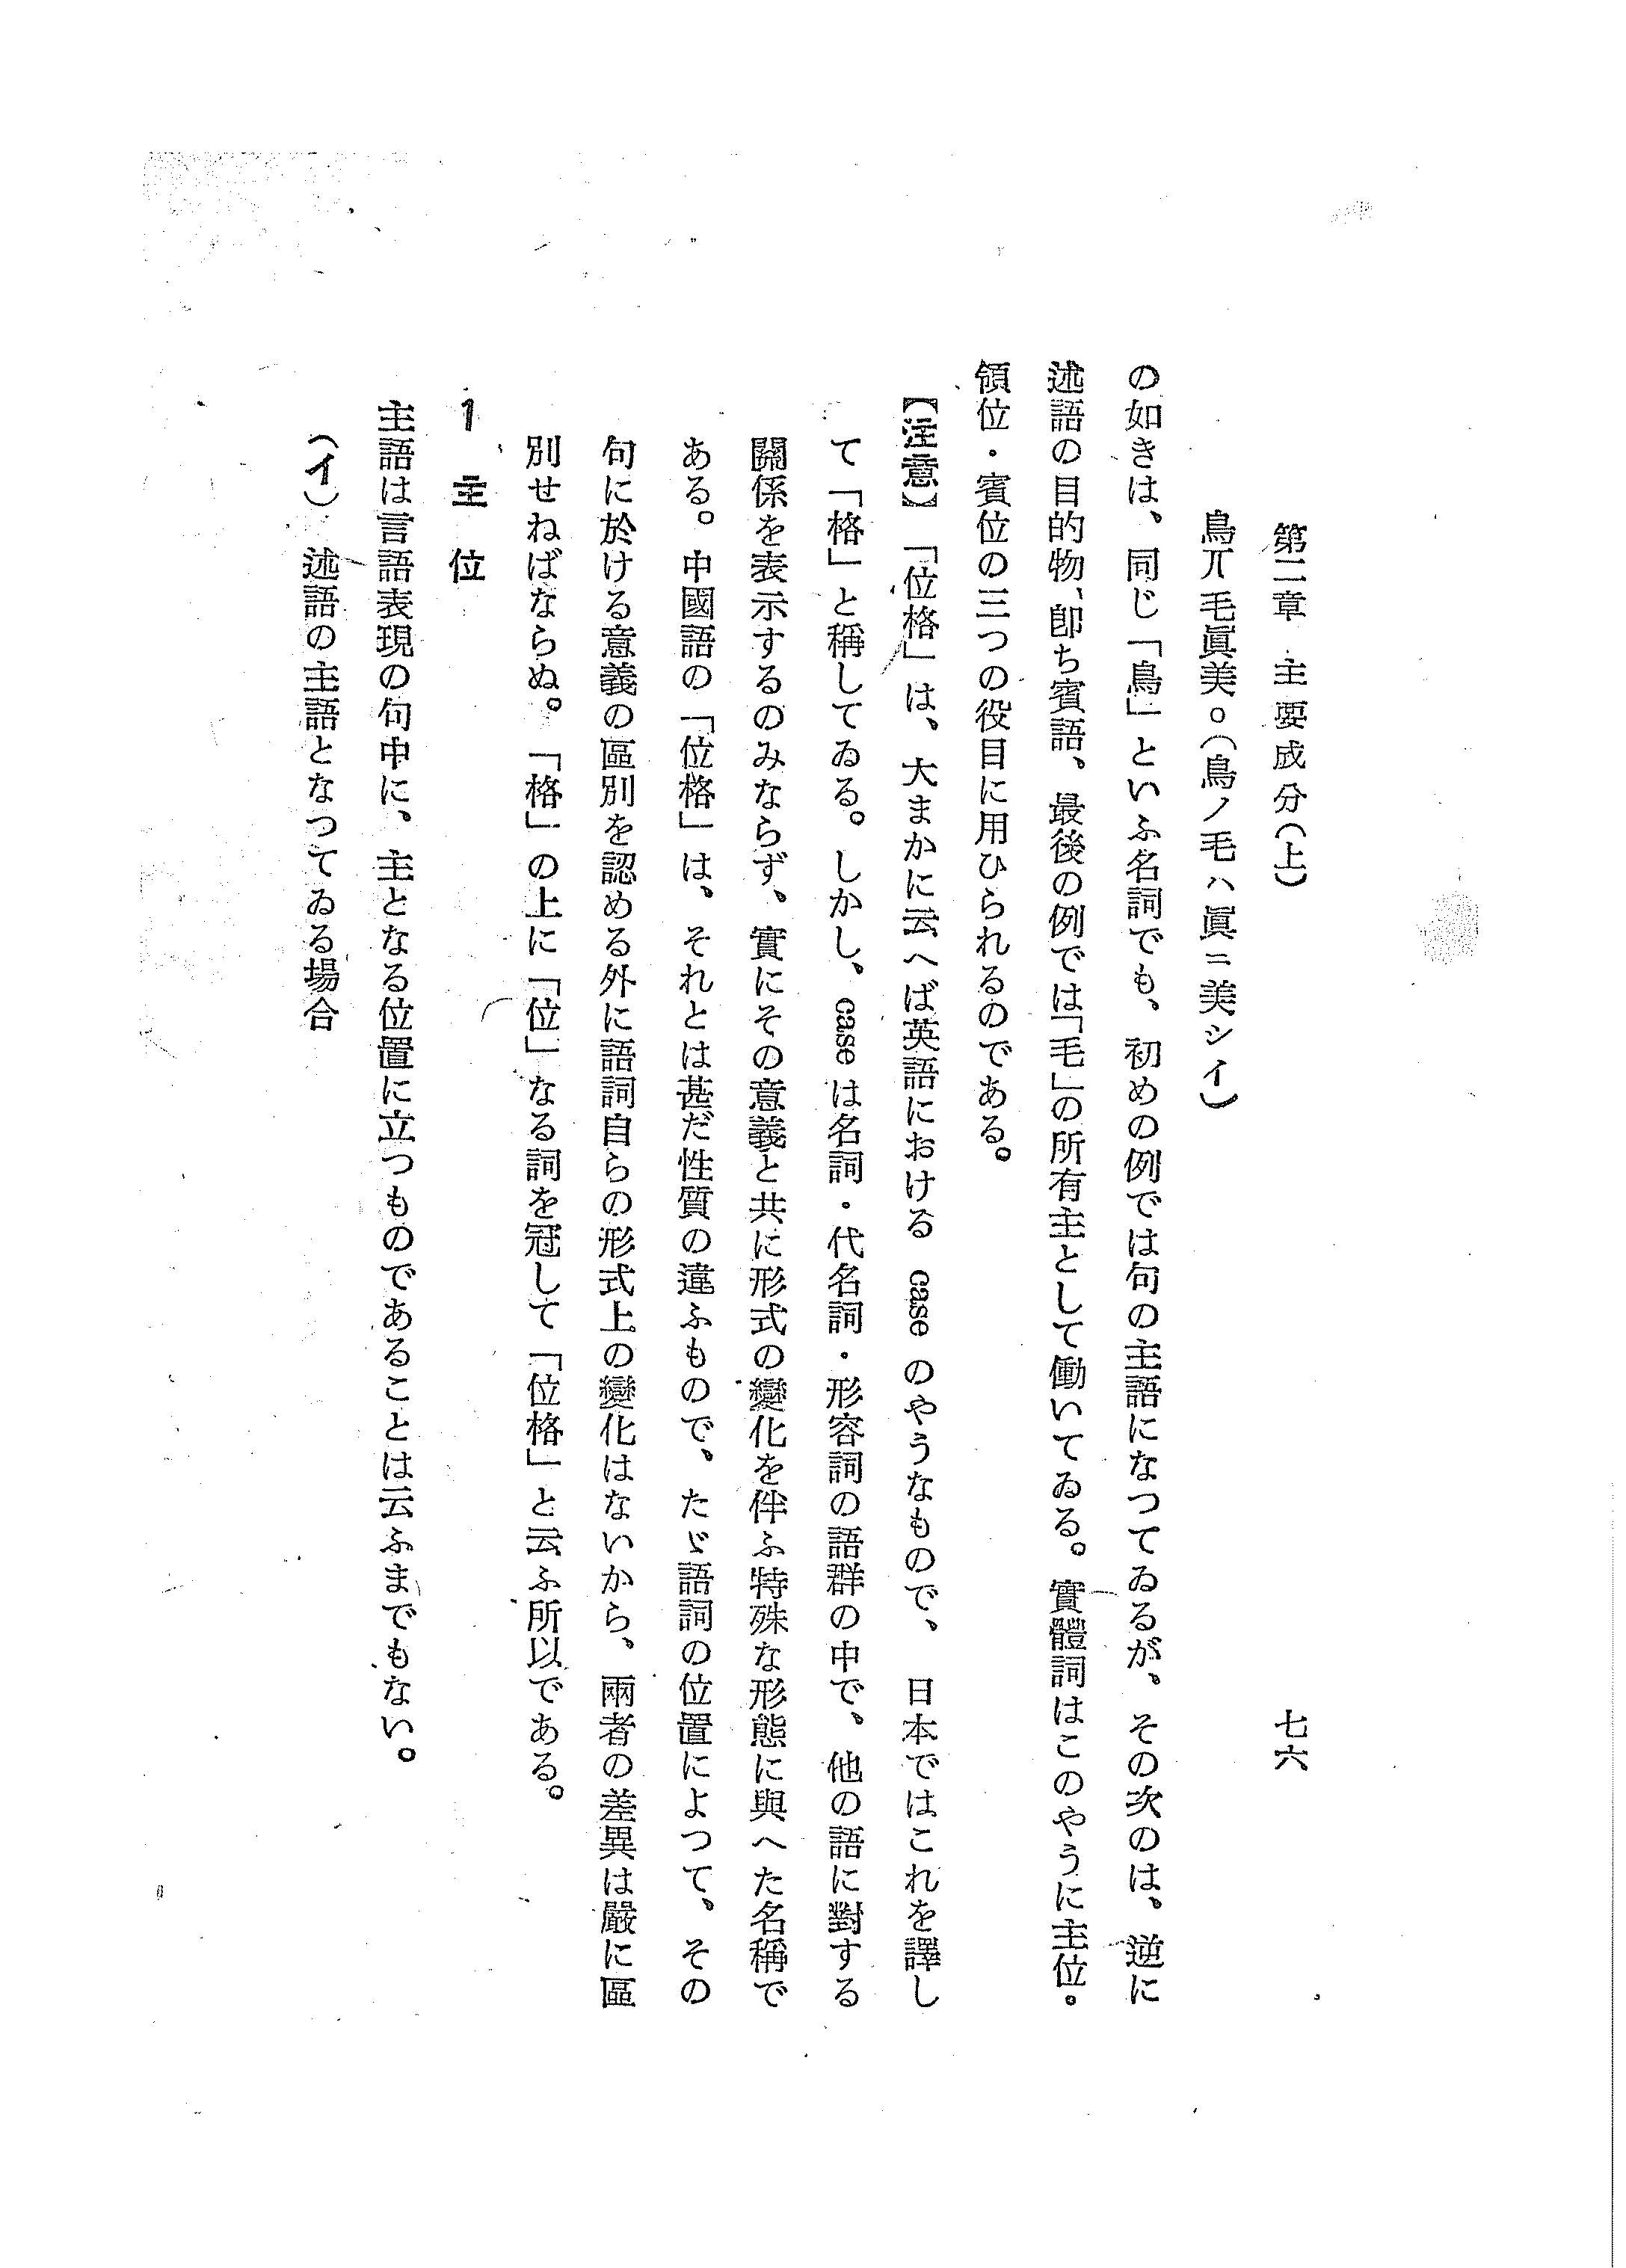 第二章　主要成分（上）　七六
鳥丌毛眞美。（鳥ノ毛ハ眞ニ美シイ）
の如きは、同じ「鳥」といふ名詞でも、初めの例では句の主語になつてゐるが、その次のは、逆に
述語の目的物、卽ち賓語、最後の例では「毛」の所有主として働いてゐる。實體詞はこのやうに主位・
領位・賓位の三つの役目に用ひられるのである。
【注意】「位格」は、大まかに云へば英語における case のやうなもので、日本ではこれを譯し
て「格」と稱してゐる。しかし、case は名詞・代名詞・形容詞の語群の中で、他の語に對する
關係を表示するのみならず、實にその意義と共に形式の變化を伴ふ特殊な形態に與へた名稱で
ある。中國語の「位格」は、それとは甚だ性質の違ふもので、たゞ語詞の位置によつて、その
句に於ける意義の區別を認める外に語詞自らの形式上の變化はないから、兩者の差異は嚴に區
別せねばならぬ。「格」の上に「位」なる詞を冠して「位格」と云ふ所以である。
1　主　位
主語は言語表現の句中に、主となる位置に立つものであることは云ふまでもない。
（イ）　述語の主語となつてゐる場合